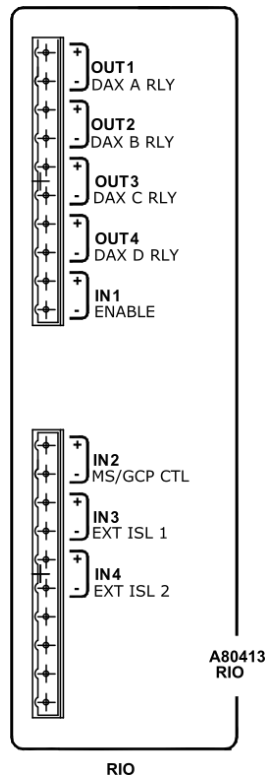 +
OUT1
-
DAX A RLY
+
OUT2
-
DAX B RLY
+
OUT3
-
DAX C RLY
+
OUT4
-
DAX D RLY
+
IN1
-
ENABLE
+
IN2
-
MS/GCP CTL
+
IN3
-
EXT ISL 1
+
IN4
-
EXT ISL 2
A80413
RIO
RIO